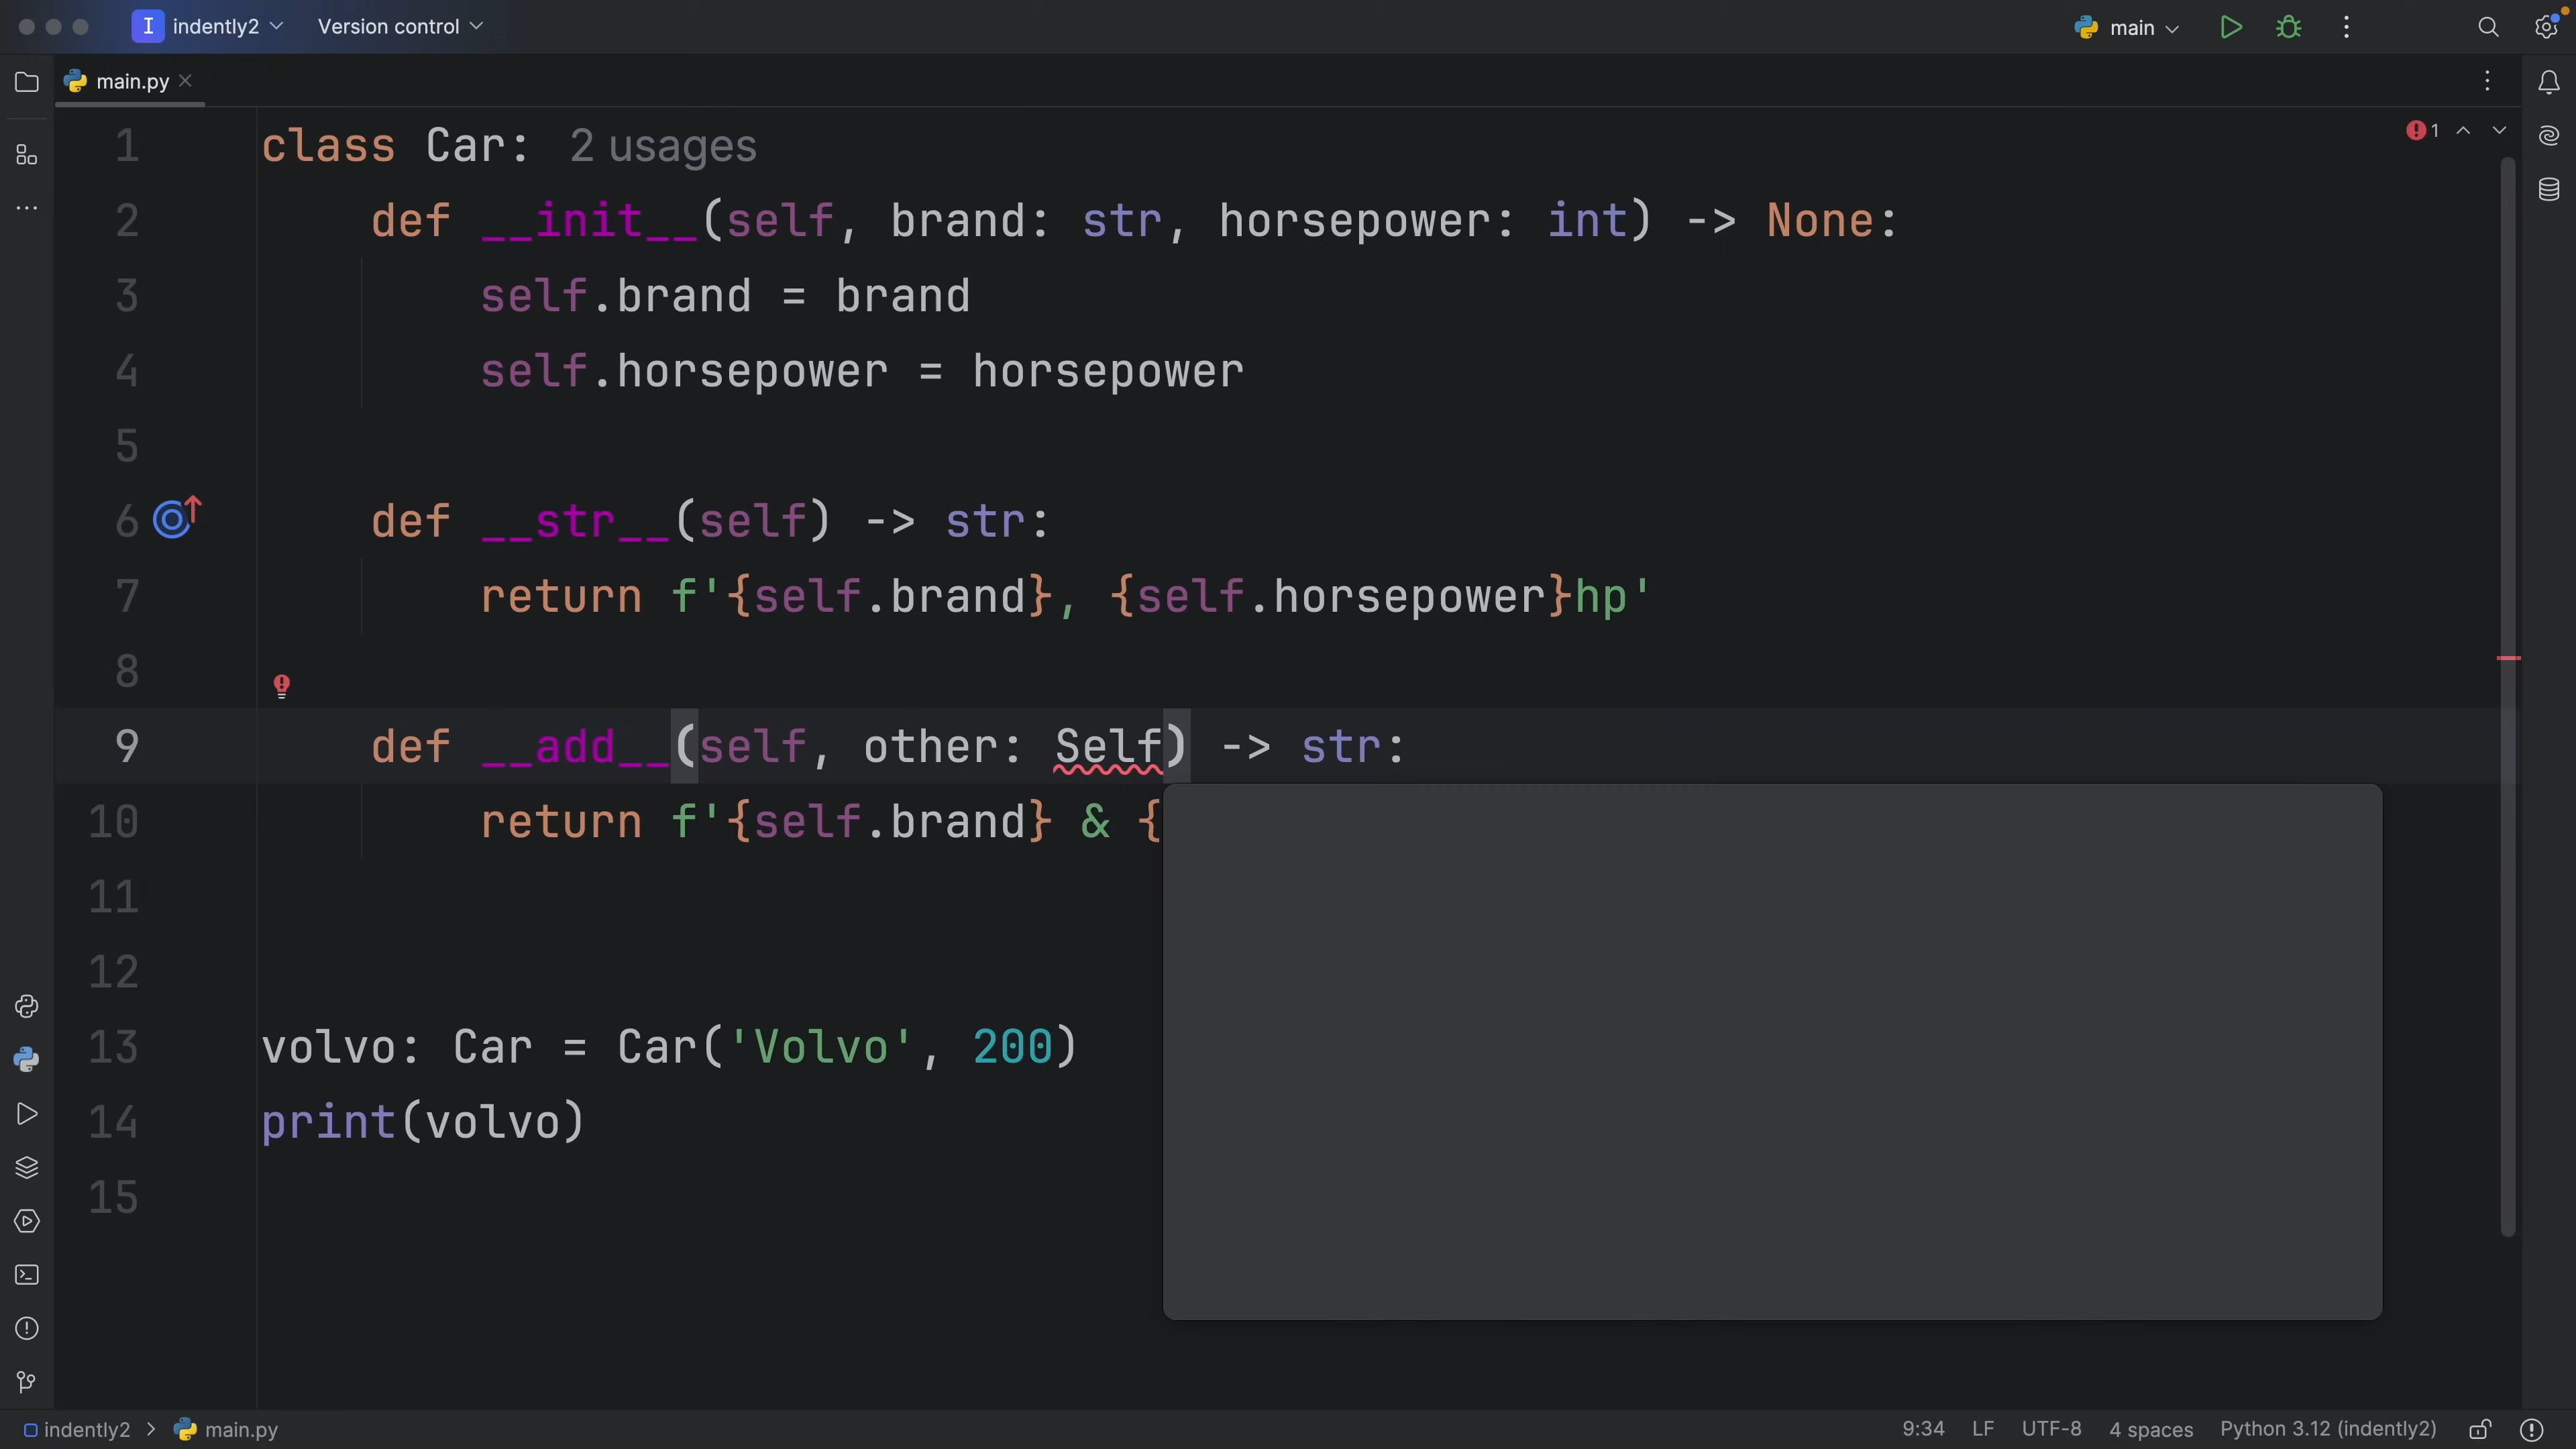 I indently2 Version control main
main.py
1 class Car: 2 usages
1
2 def __init__(self, brand: str, horsepower: int) -> None:
3 self.brand = brand
4 self.horsepower = horsepower
5
6 def __str__(self) -> str:
7 return f'{self.brand}, {self.horsepower}hp'
8
9 def __add__(self, other: Self) -> str:
10 return f'{self.brand} & {
11
12
13 volvo: Car = Car('Volvo', 200)
14 print(volvo)
15
indently2 main.py 9:34 LF UTF-8 4 spaces Python 3.12 (indently2)